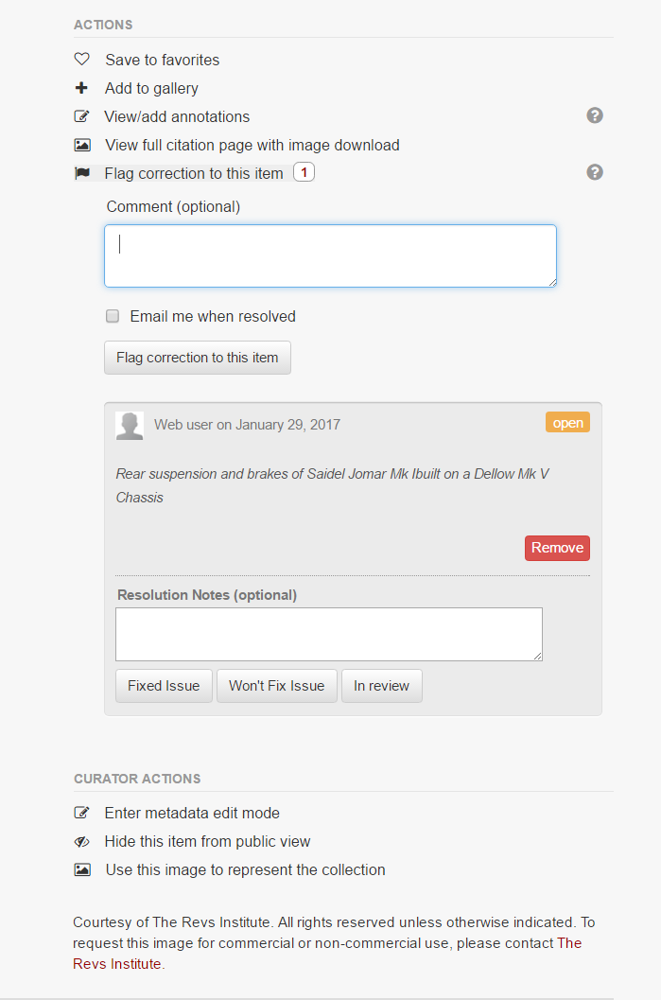 ACTIONS
Save to favorites
Add to gallery
View/add annotations
?
View full citation page with image download
Flag correction to this item 1
?
Comment (optional)
Email me when resolved
Flag correction to this item
Web user on January 29, 2017
open
Rear suspension and brakes of Saidel Jomar Mk Ibuilt on a Dellow Mk V
Chassis
Remove
Resolution Notes (optional)
Fixed Issue
Won't Fix Issue
In review
CURATOR ACTIONS
Enter metadata edit mode
Hide this item from public view
Use this image to represent the collection
Courtesy of The Revs Institute. All rights reserved unless otherwise indicated. To
request this image for commercial or non-commercial use, please contact The
Revs Institute.